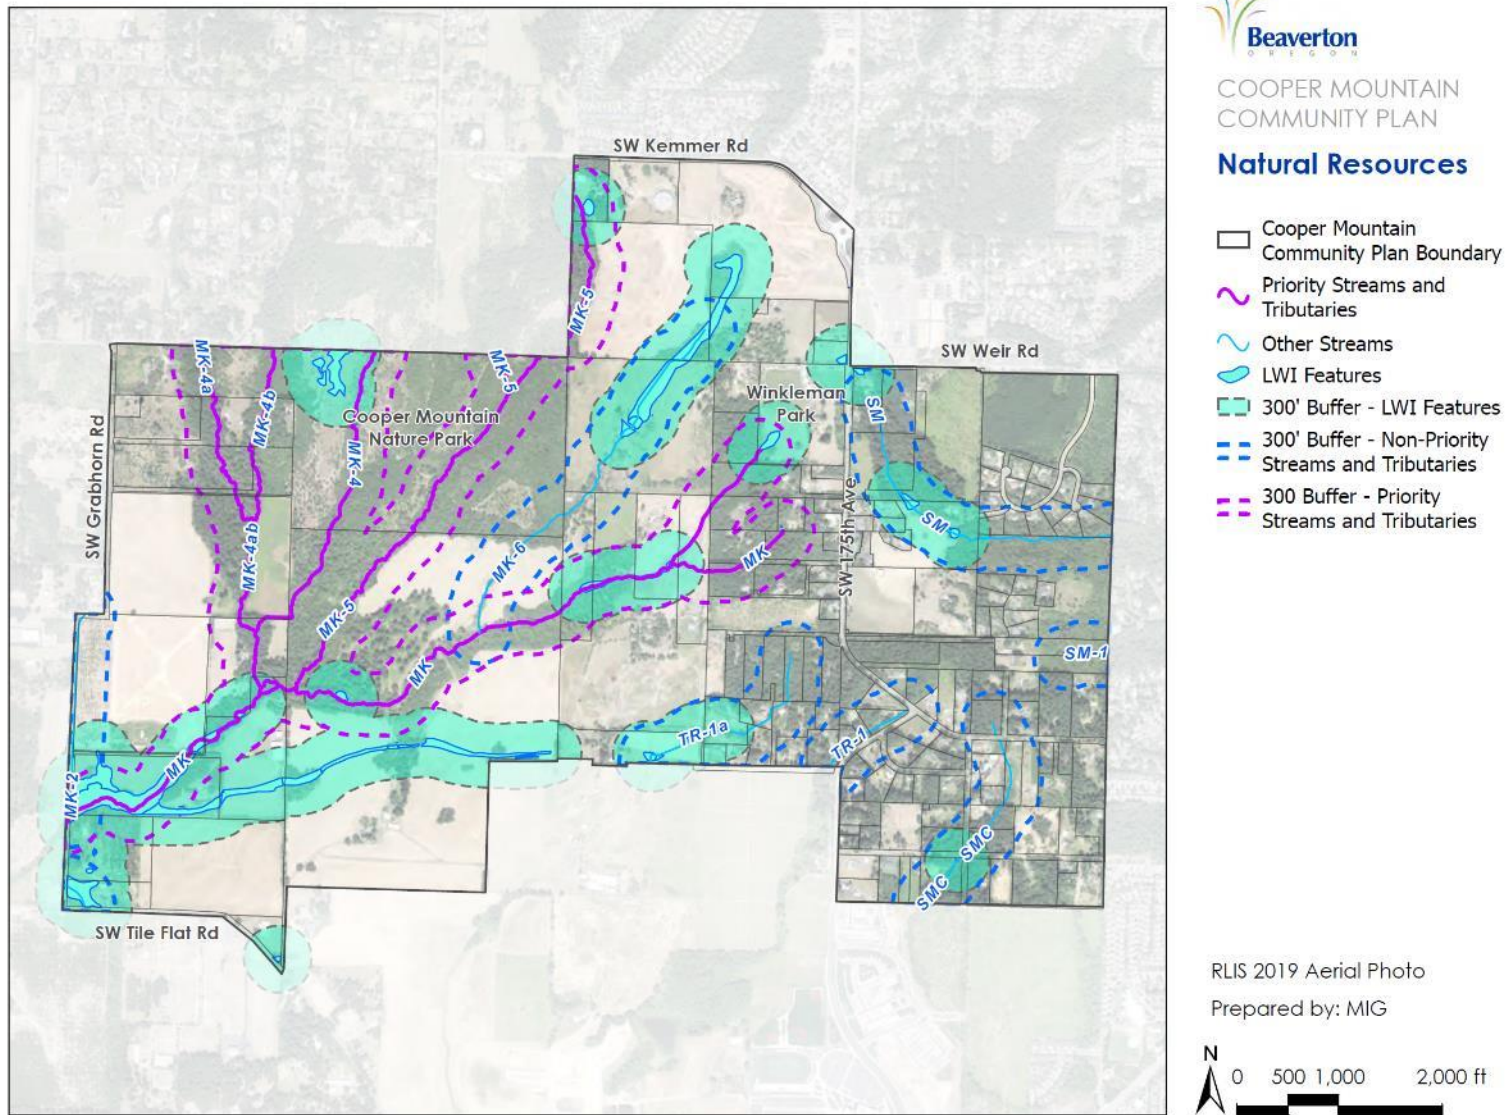 Beaverton
OREGON
COOPER MOUNTAIN
COMMUNITY PLAN
Natural Resources
Cooper Mountain
Community Plan Boundary
Priority Streams and
Tributaries
Other Streams
LWI Features
300' Buffer - LWI Features
300' Buffer - Non-Priority
Streams and Tributaries
300 Buffer - Priority
Streams and Tributaries
RLIS 2019 Aerial Photo
Prepared by: MIG
N
0 500 1,000 2,000 ft
SW Kemmer Rd
MK-5
SW Weir Rd
MK-4a
MK-4b
MK-5
Winkleman
Park
SM
Cooper Mountain
Nature Park
MK-4
SW Grabhorn Rd
SW 175th Ave
SM
MK-4ab
MK-6
MK
MK-5
SM-1
MK
TR-1a
TR-1
MK
MK-2
SMC
SMC
SW Tile Flat Rd